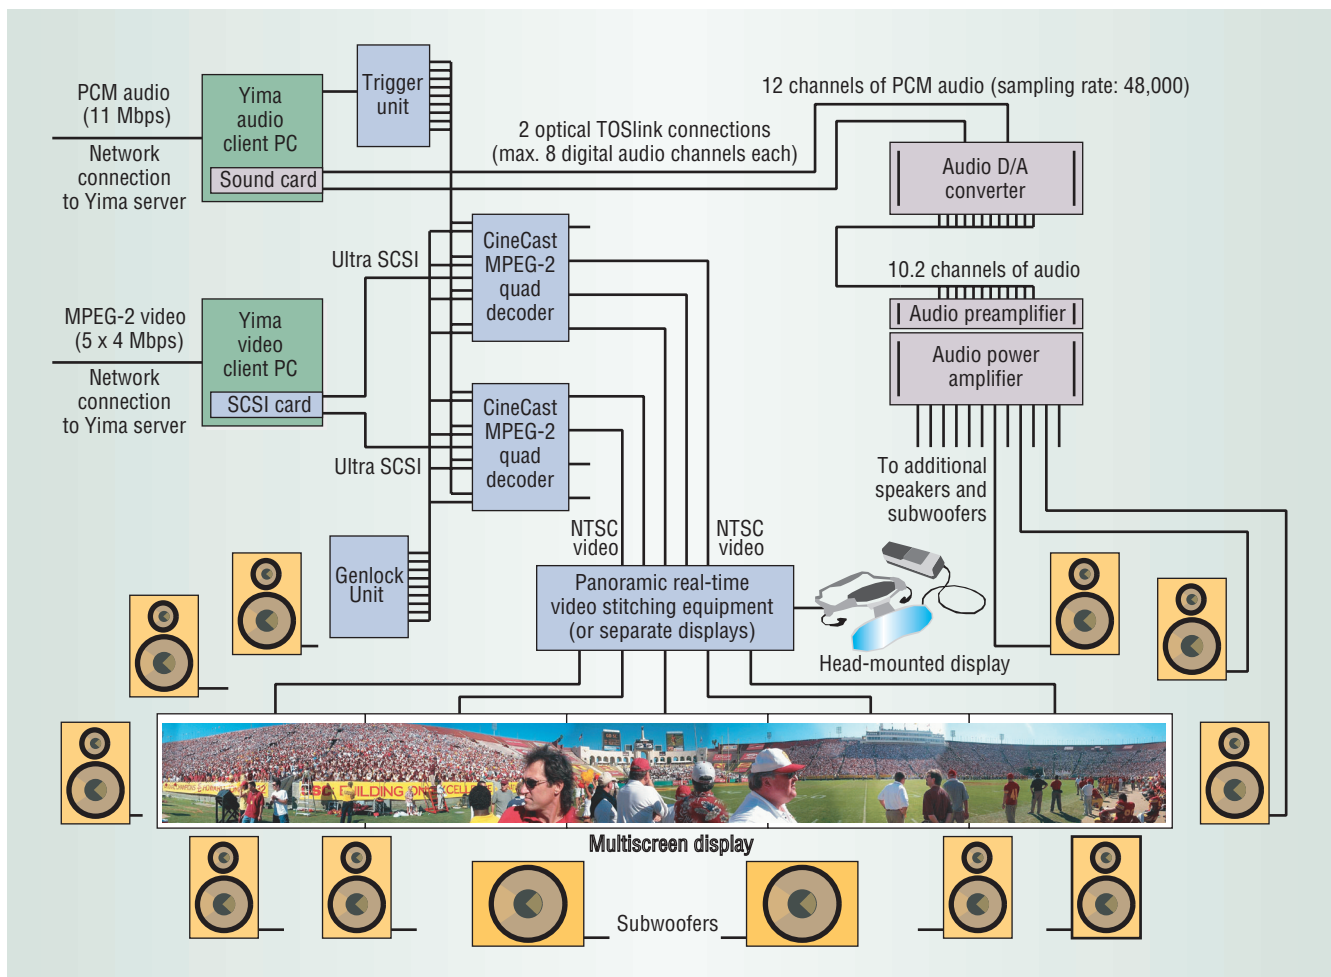 PCM audio
(11 Mbps)
Network
connection
to Yima server
Yima
audio
client PC
Sound card
Trigger
unit
12 channels of PCM audio (sampling rate: 48,000)
2 optical TOSlink connections
(max. 8 digital audio channels each)
Audio D/A
converter
10.2 channels of audio
Audio preamplifier
Audio power
amplifier
To additional
speakers and
subwoofers
MPEG-2 video
(5 x 4 Mbps)
Network
connection
to Yima server
Yima
video
client PC
SCSI card
Ultra SCSI
CineCast
MPEG-2
quad
decoder
Ultra SCSI
CineCast
MPEG-2
quad
decoder
Genlock
Unit
NTSC
video
NTSC
video
Panoramic real-time
video stitching equipment
(or separate displays)
Head-mounted display
BUILDING ON
Multiscreen display
Subwoofers